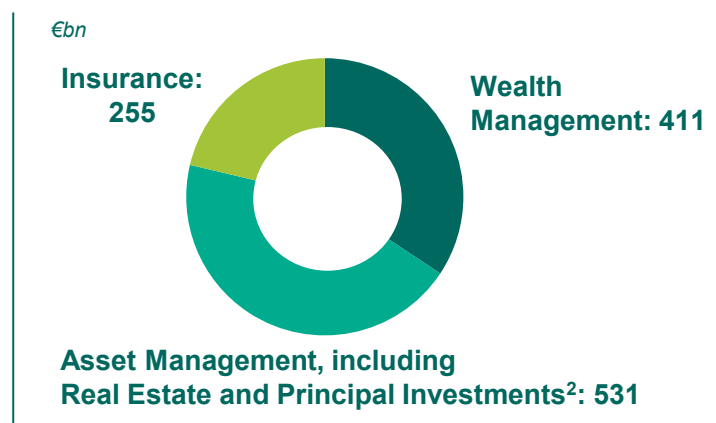 €bn
Insurance:
255
Wealth
Management: 411
Asset Management, including
Real Estate and Principal Investments²: 531